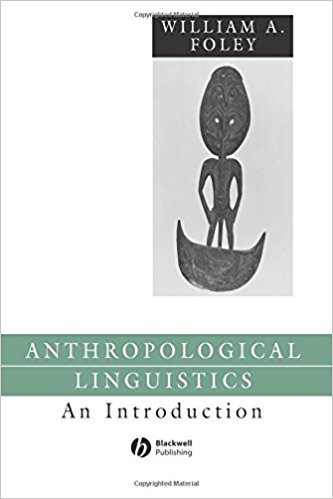 WILLIAM A.
FOLEY
ANTHROPOLOGICAL
LINGUISTICS
An Introduction
Blackwell
Publishing